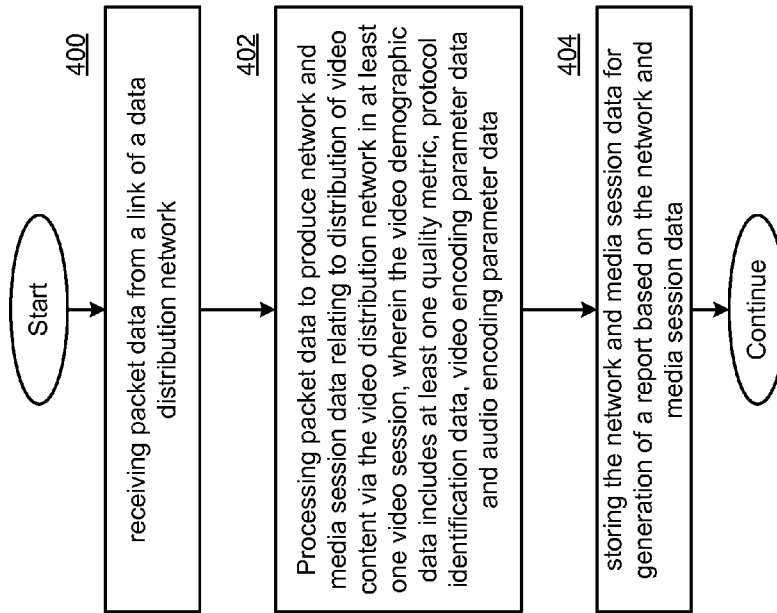 Start
400
receiving packet data from a link of a data
distribution network
402
Processing packet data to produce network and
media session data relating to distribution of video
content via the video distribution network in at least
one video session, wherein the video demographic
data includes at least one quality metric, protocol
identification data, video encoding parameter data
and audio encoding parameter data
404
storing the network and media session data for
generation of a report based on the network and
media session data
Continue